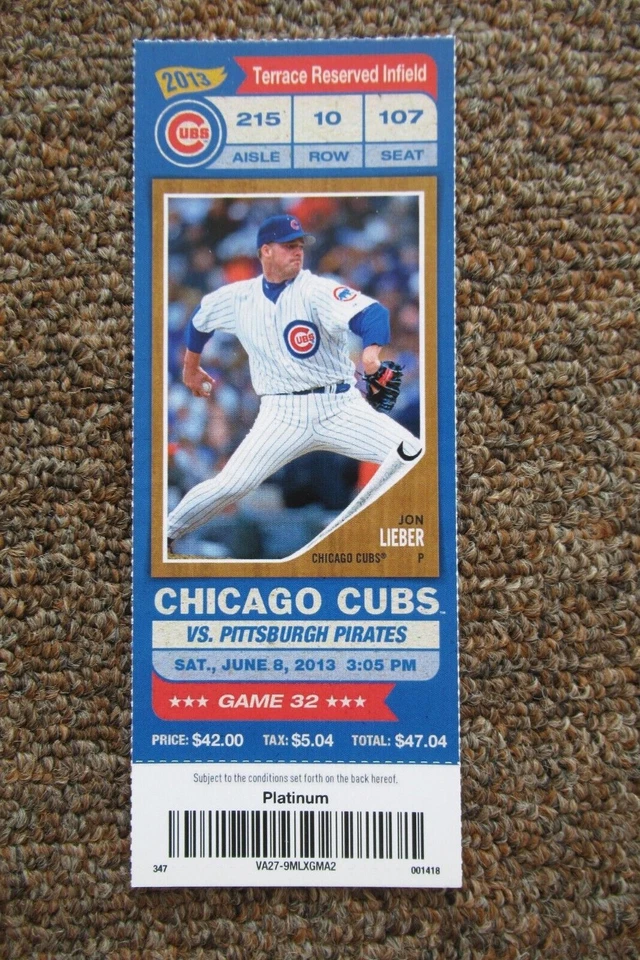 2013
Terrace Reserved Infield
CUBS
215 10 107
AISLE ROW SEAT
CUBS
JON
LIEBER
CHICAGO CUBS® P
CHICAGO CUBS™
VS. PITTSBURGH PIRATES
SAT., JUNE 8, 2013 3:05 PM
★★★ GAME 32 ★★★
PRICE: $42.00 TAX: $5.04 TOTAL: $47.04
Subject to the conditions set forth on the back hereof.
Platinum
347 VA27-9MLXGMA2 001418